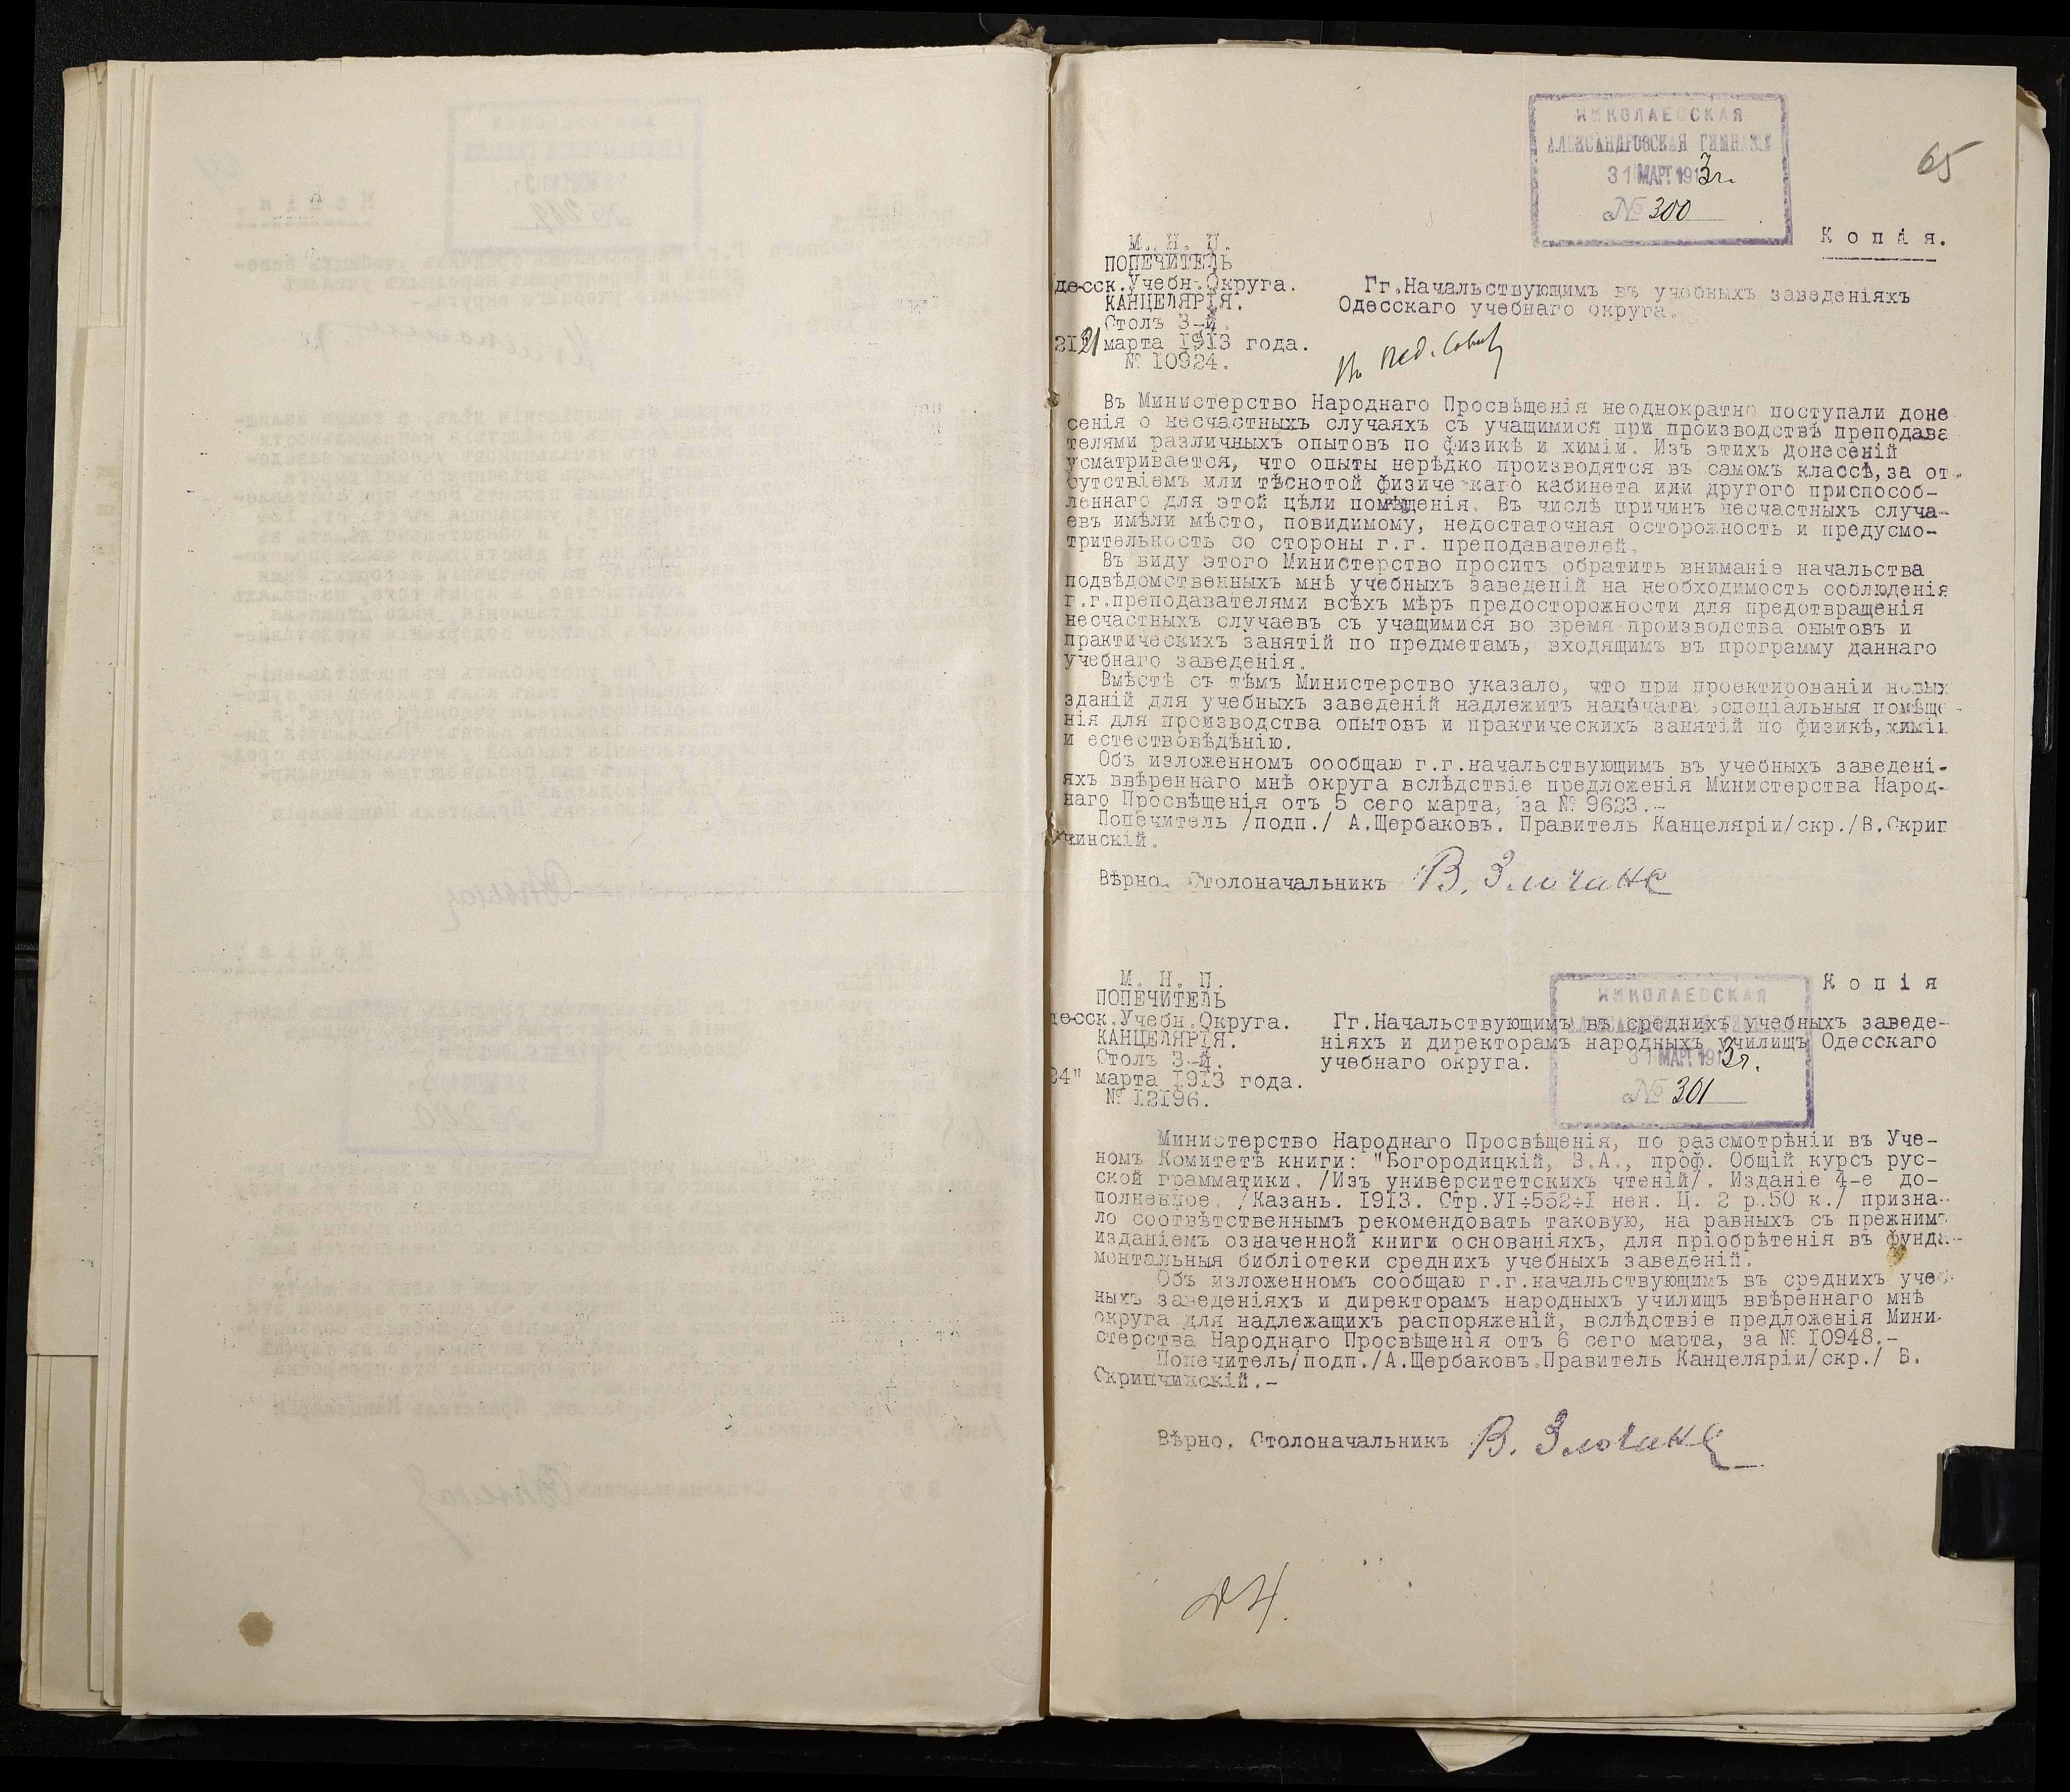 НИКОЛАЕВСКАЯ
АЛЕКСАНДРОВСКАЯ ГИМНАЗІЯ
31 МАРТ 1913г.
№ 300
65
Копія.
М. Н. П.
ПОПЕЧИТЕЛЬ
десск.Учебн.Округа.
КАНЦЕЛЯРІЯ.
Столъ 3-й.
21 марта 1913 года.
№ 10924.
Гг.Начальствующимъ въ учебныхъ заведеніяхъ
Одесскаго учебнаго округа.
Въ Министерство Народнаго Просвѣщенія неоднократно поступали доне
сенія о несчастныхъ случаяхъ съ учащимися при производствѣ преподава
телями различныхъ опытовъ по физикѣ и химіи. Изъ этихъ донесеній
усматривается, что опыты нерѣдко производятся въ самомъ классѣ,за от-
сутствіемъ или тѣснотой физическаго кабинета или другого приспособ-
леннаго для этой цѣли помѣщенія. Въ числѣ причинъ несчастныхъ случа-
евъ имѣли мѣсто, повидимому, недостаточная осторожность и предусмо-
трительность со стороны г.г. преподавателей.
Въ виду этого Министерство проситъ обратить вниманіе начальства
подвѣдомственныхъ мнѣ учебныхъ заведеній на необходимость соблюденія
г.г.преподавателями всѣхъ мѣръ предосторожности для предотвращенія
несчастныхъ случаевъ съ учащимися во время производства опытовъ и
практическихъ занятій по предметамъ, входящимъ въ программу даннаго
учебнаго заведенія.
Вмѣстѣ съ тѣмъ Министерство указало, что при проектированіи новых
зданій для учебныхъ заведеній надлежитъ спеціальныя помѣще-
нія для производства опытовъ и практическихъ занятій по физикѣ,химіи
и естествовѣдѣнію.
Объ изложенномъ сообщаю г.г.начальствующимъ въ учебныхъ заведені-
яхъ ввѣреннаго мнѣ округа вслѣдствіе предложенія Министерства Народ-
наго Просвѣщенія отъ 5 сего марта, за № 9623.-
Попечитель /подп./ А.Щербаковъ. Правитель Канцеляріи/скр./В.Скрип
чинскій.
Вѣрно. Столоначальникъ
Копія
М. Н. П.
ПОПЕЧИТЕЛЬ
десск.Учебн.Округа.
КАНЦЕЛЯРІЯ.
Столъ 3-й.
24" марта 1913 года.
№ 12196.
НИКОЛАЕВСКАЯ
АЛЕКСАНДРОВСКАЯ ГИМНАЗІЯ
31 МАРТ 1913г.
№ 301
Гг.Начальствующимъ въ среднихъ учебныхъ заведе-
ніяхъ и директорамъ народныхъ училищъ Одесскаго
учебнаго округа.
Министерство Народнаго Просвѣщенія, по разсмотрѣніи въ Уче-
номъ Комитетѣ книги: "Богородицкій, В.А., проф. Общій курсъ рус-
ской грамматики. /Изъ университетскихъ чтеній/. Изданіе 4-е до-
полненное. /Казань. 1913. Стр.УІ÷552÷І нен. Ц. 2 р.50 к./ призна-
ло соотвѣтственнымъ рекомендовать таковую, на равныхъ съ прежнимъ
изданіемъ означенной книги основаніяхъ, для пріобрѣтенія въ фунда-
ментальныя библіотеки среднихъ учебныхъ заведеній.
Объ изложенномъ сообщаю г.г.начальствующимъ въ среднихъ учеб-
ныхъ заведеніяхъ и директорамъ народныхъ училищъ ввѣреннаго мнѣ
округа для надлежащихъ распоряженій, вслѣдствіе предложенія Мини-
стерства Народнаго Просвѣщенія отъ 6 сего марта, за № 10948.-
Попечитель/подп./А.Щербаковъ.Правитель Канцеляріи/скр./ В.
Скрипчинскій.-
Вѣрно. Столоначальникъ